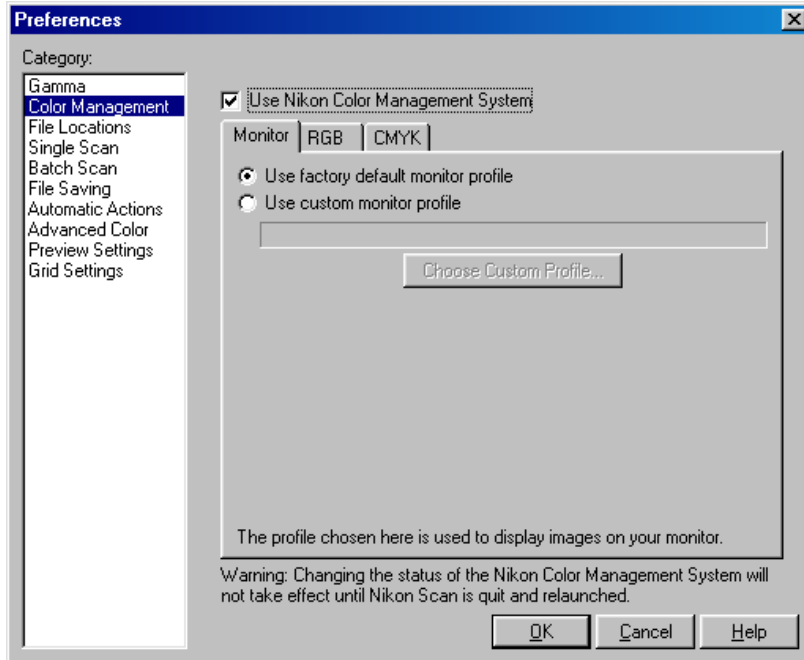 Preferences
Category:
Gamma
Color Management
File Locations
Single Scan
Batch Scan
File Saving
Automatic Actions
Advanced Color
Preview Settings
Grid Settings
Use Nikon Color Management System
Monitor RGB CMYK
Use factory default monitor profile
Use custom monitor profile
Choose Custom Profile...
The profile chosen here is used to display images on your monitor.
Warning: Changing the status of the Nikon Color Management System will
not take effect until Nikon Scan is quit and relaunched.
OK Cancel Help